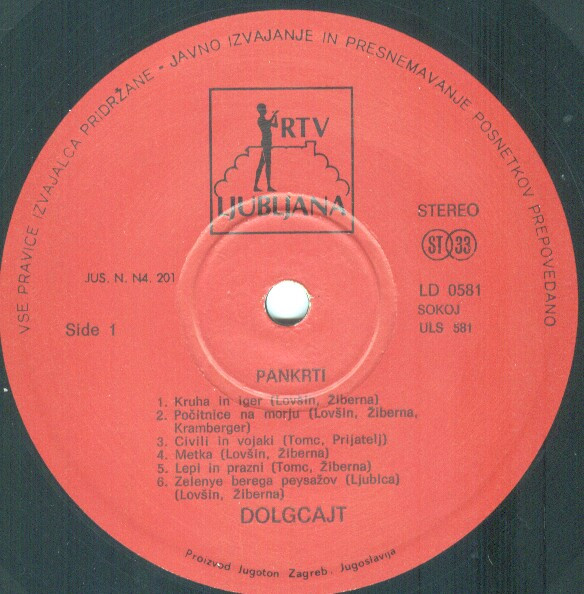 VSE PRAVICE IZVAJALCA PRIDRŽANE - JAVNO IZVAJANJE IN PRESNEMAVANJE POSNETKOV PREPOVEDANO
RTV
LJUBLJANA
STEREO
ST 33
JUS. N. N4. 201
LD 0581
SOKOJ
ULS 581
Side 1
PANKRTI
1. Kruha in iger (Lovšin, Žiberna)
2. Počitnice na morju (Lovšin, Žiberna,
Kramberger)
3. Civili in vojaki (Tomc, Prijatelj)
4. Metka (Lovšin, Žiberna)
5. Lepi in prazni (Tomc, Žiberna)
6. Zelenye berega peysažov (Ljubica)
(Lovšin, Žiberna)
DOLGCAJT
Proizvod Jugoton Zagreb, Jugoslavija